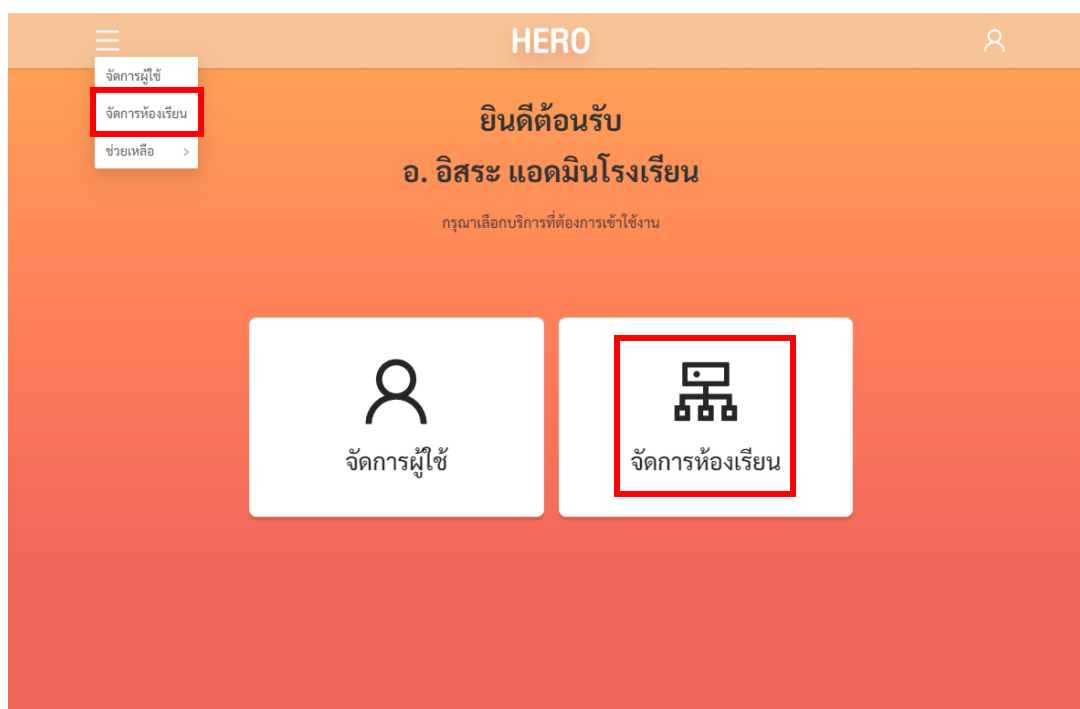 HERO
จัดการผู้ใช้
จัดการห้องเรียน
ช่วยเหลือ >
ยินดีต้อนรับ
อ. อิสระ แอดมินโรงเรียน
กรุณาเลือกบริการที่ต้องการเข้าใช้งาน
จัดการผู้ใช้
จัดการห้องเรียน